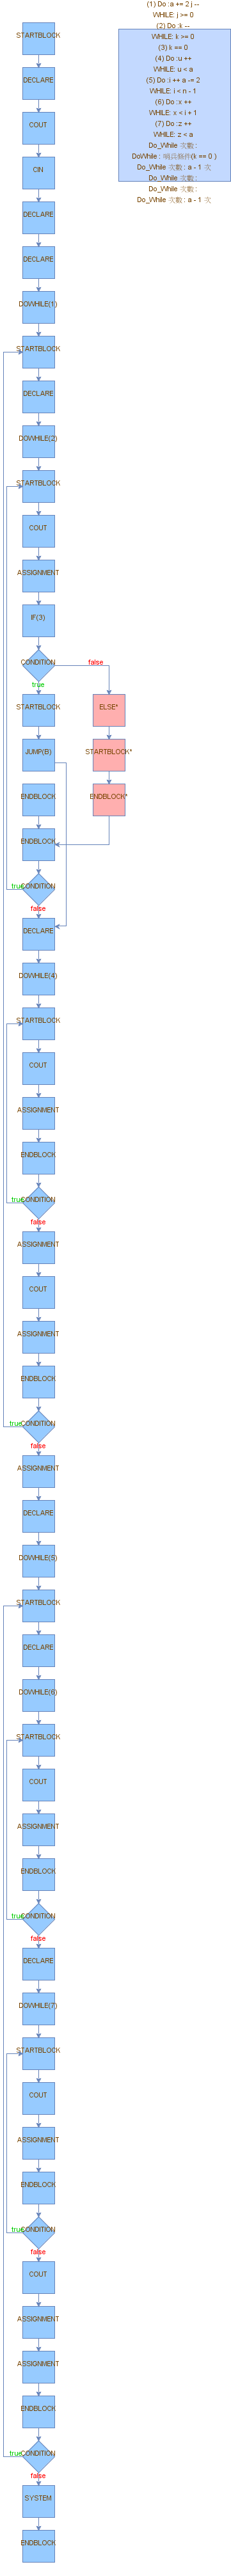 (1) Do :a += 2 j --
WHILE: j >= 0
(2) Do :k --
WHILE: k >= 0
(3) k == 0
(4) Do :u ++
WHILE: u < a
(5) Do :i ++ a -= 2
WHILE: i < n - 1
(6) Do :x ++
WHILE: x < i + 1
(7) Do :z ++
WHILE: z < a
Do_While 次數 :
DoWhile : 哨兵條件(k == 0 )
Do_While 次數 : a - 1 次
Do_While 次數 :
Do_While 次數 :
Do_While 次數 : a - 1 次
STARTBLOCK
DECLARE
COUT
CIN
DECLARE
DECLARE
DOWHILE(1)
STARTBLOCK
DECLARE
DOWHILE(2)
STARTBLOCK
COUT
ASSIGNMENT
IF(3)
CONDITION
false
true
STARTBLOCK
ELSE*
JUMP(B)
STARTBLOCK*
ENDBLOCK
ENDBLOCK*
ENDBLOCK
true
CONDITION
false
DECLARE
DOWHILE(4)
STARTBLOCK
COUT
ASSIGNMENT
ENDBLOCK
true
CONDITION
false
ASSIGNMENT
COUT
ASSIGNMENT
ENDBLOCK
true
CONDITION
false
ASSIGNMENT
DECLARE
DOWHILE(5)
STARTBLOCK
DECLARE
DOWHILE(6)
STARTBLOCK
COUT
ASSIGNMENT
ENDBLOCK
true
CONDITION
false
DECLARE
DOWHILE(7)
STARTBLOCK
COUT
ASSIGNMENT
ENDBLOCK
true
CONDITION
false
COUT
ASSIGNMENT
ASSIGNMENT
ENDBLOCK
true
CONDITION
false
SYSTEM
ENDBLOCK